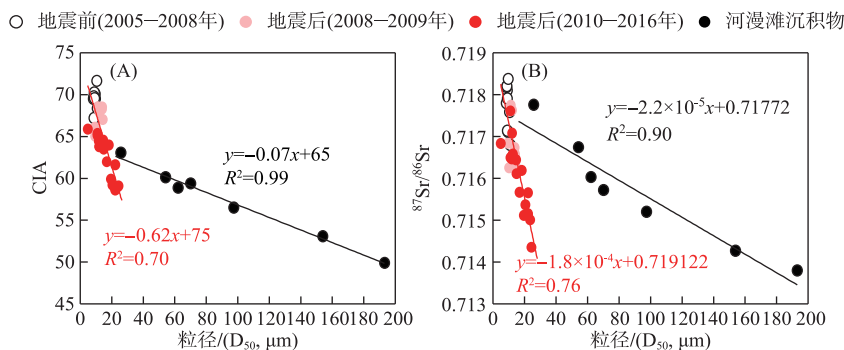 地震前(2005—2008年) 地震后(2008—2009年) 地震后(2010—2016年) 河漫滩沉积物
(A)
75
70
65
60
55
50
45
CIA
y=−0.07x+65
R²=0.99
y=−0.62x+75
R²=0.70
0 20 40 60 80 100 120 140 160 180 200
粒径/(D₅₀, μm)
(B)
0.719
0.718
0.717
0.716
0.715
0.714
0.713
⁸⁷Sr/⁸⁶Sr
y=−2.2×10⁻⁵x+0.71772
R²=0.90
y=−1.8×10⁻⁴x+0.719122
R²=0.76
0 20 40 60 80 100 120 140 160 180 200
粒径/(D₅₀, μm)